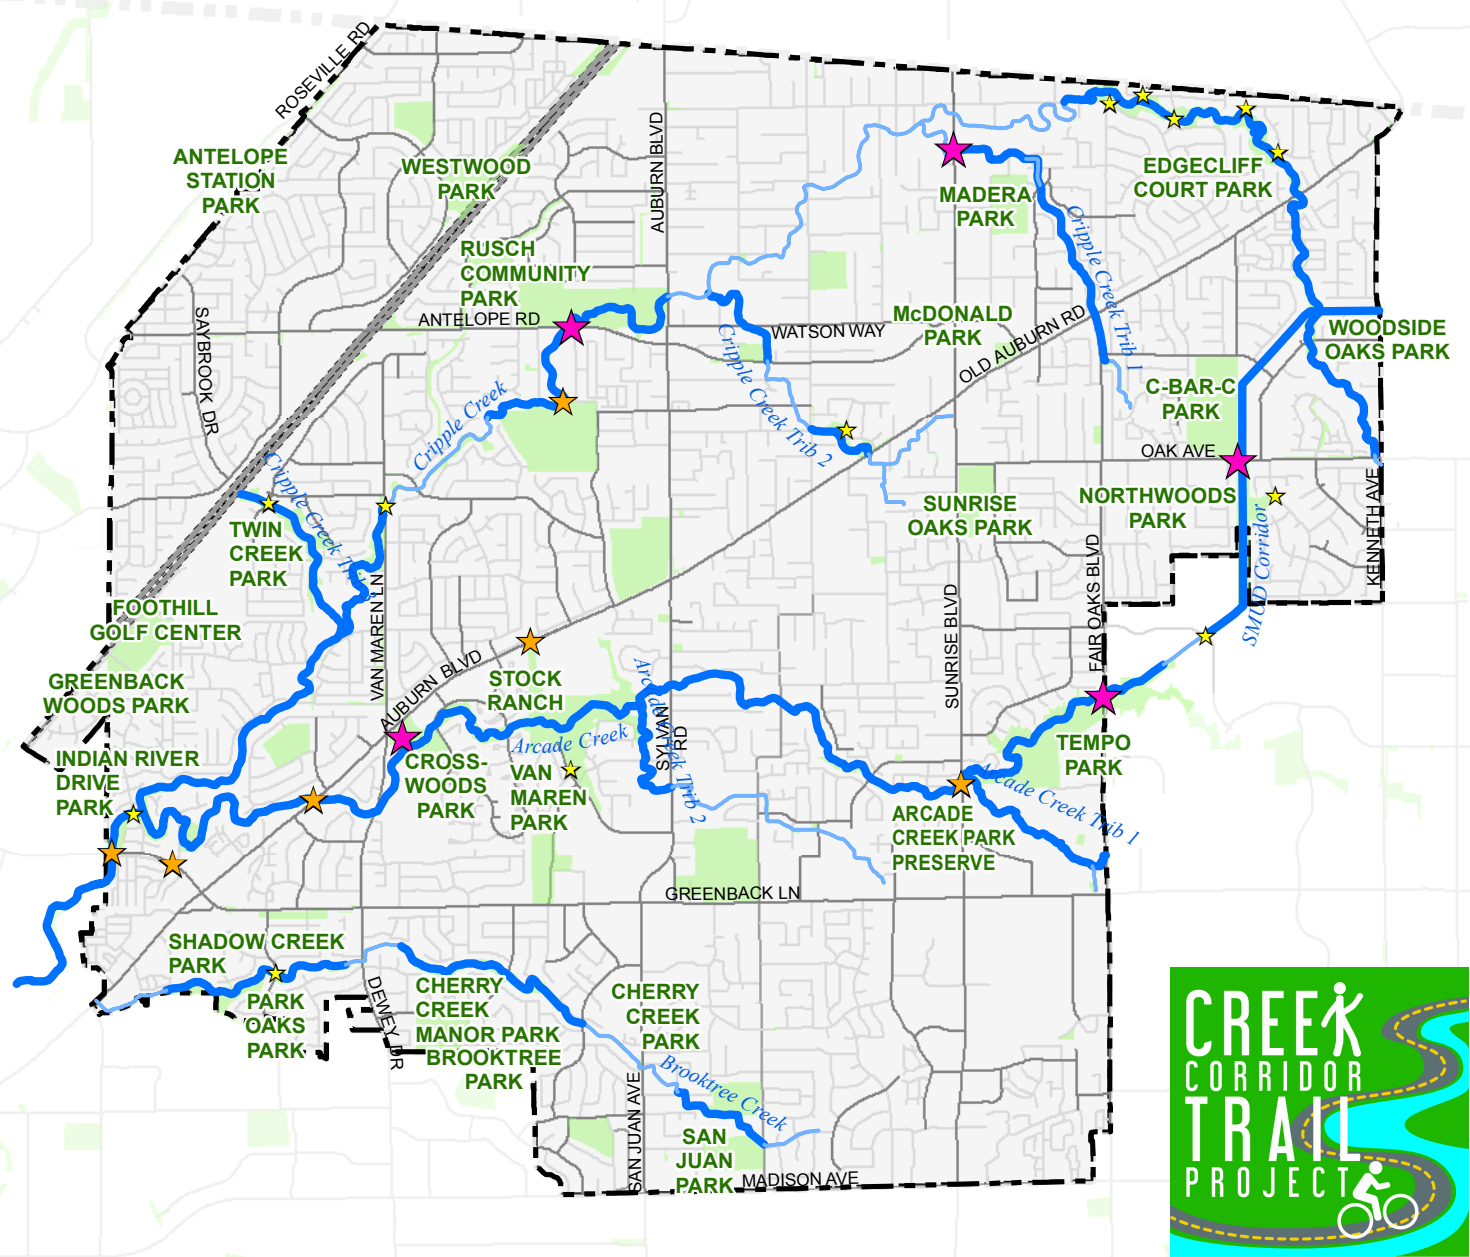 ROSEVILLE RD
ANTELOPE
STATION
PARK
WESTWOOD
PARK
AUBURN BLVD
EDGECLIFF
COURT PARK
MADERA
PARK
Cripple Creek Trib 1
RUSCH
COMMUNITY
PARK
ANTELOPE RD
SAYBROOK DR
WATSON WAY
McDONALD
PARK
OLD AUBURN RD
WOODSIDE
OAKS PARK
C-BAR-C
PARK
Cripple Creek
Cripple Creek Trib 2
OAK AVE
Cripple Creek Trib
TWIN
CREEK
PARK
SUNRISE
OAKS PARK
NORTHWOODS
PARK
KENNETH AVE
SMUD Corridor
FOOTHILL
GOLF CENTER
VAN MAREN LN
SUNRISE BLVD
FAIR OAKS BLVD
GREENBACK
WOODS PARK
AUBURN BLVD
STOCK
RANCH
Arcade Creek Trib 2
SYLVAN
RD
Arcade Creek
INDIAN RIVER
DRIVE
PARK
CROSS-
WOODS
PARK
VAN
MAREN
PARK
TEMPO
PARK
Arcade Creek Trib 1
ARCADE
CREEK PARK
PRESERVE
GREENBACK LN
SHADOW CREEK
PARK
PARK
OAKS
PARK
DEWEY DR
CHERRY
CREEK
MANOR PARK
BROOKTREE
PARK
CHERRY
CREEK
PARK
Brooktree Creek
SAN JUAN AVE
SAN
JUAN
PARK
MADISON AVE
CREEK
CORRIDOR
TRAIL
PROJECT